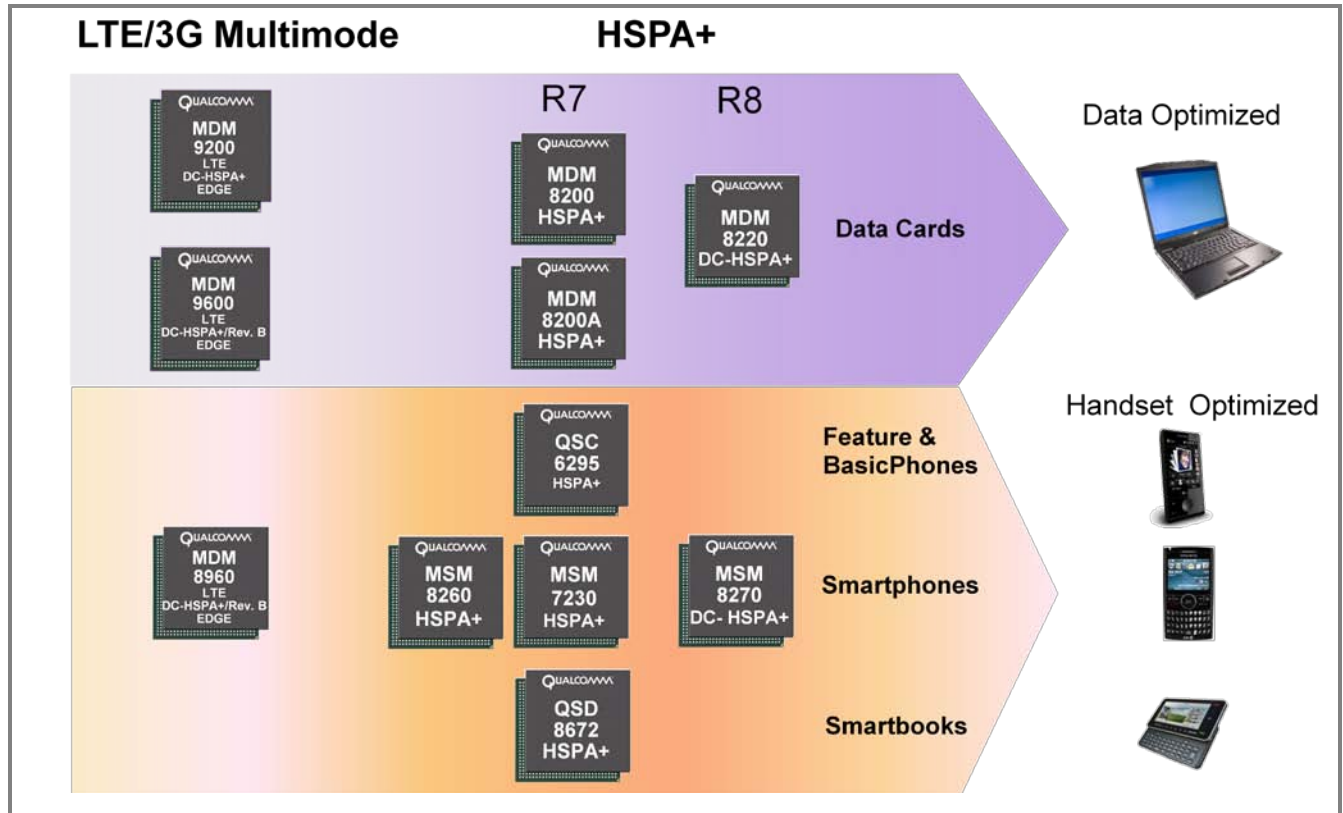 LTE/3G Multimode
HSPA+
R7
R8
Data Optimized
QUALCOMM
MDM
9200
LTE
DC-HSPA+
EDGE
QUALCOMM
MDM
8200
HSPA+
QUALCOMM
MDM
8220
DC-HSPA+
Data Cards
QUALCOMM
MDM
9600
LTE
DC-HSPA+/Rev. B
EDGE
QUALCOMM
MDM
8200A
HSPA+
Handset Optimized
QUALCOMM
QSC
6295
HSPA+
Feature &
BasicPhones
QUALCOMM
MDM
8960
LTE
DC-HSPA+/Rev. B
EDGE
QUALCOMM
MSM
8260
HSPA+
QUALCOMM
MSM
7230
HSPA+
QUALCOMM
MSM
8270
DC- HSPA+
Smartphones
QUALCOMM
QSD
8672
HSPA+
Smartbooks